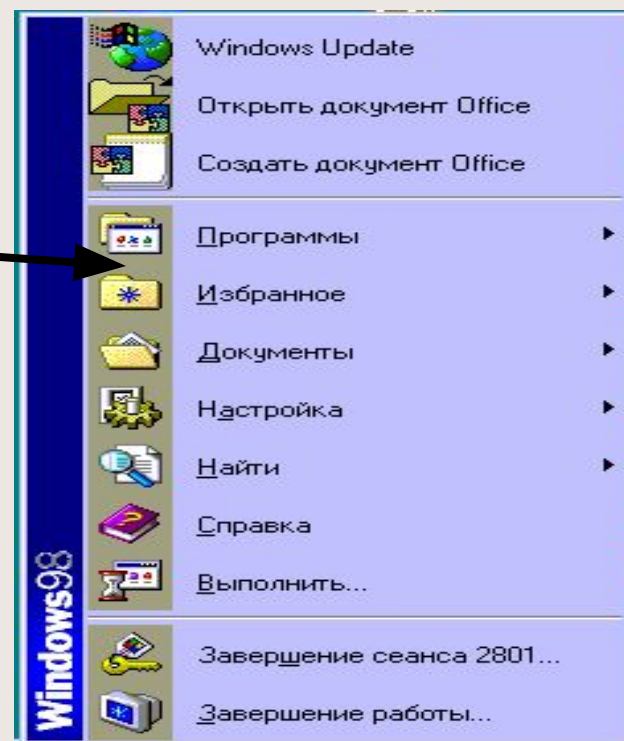 Windows Update
Открыть документ Office
Создать документ Office
Программы
Избранное
Документы
Настройка
Найти
Справка
Выполнить...
Завершение сеанса 2801...
Завершение работы...
Windows98